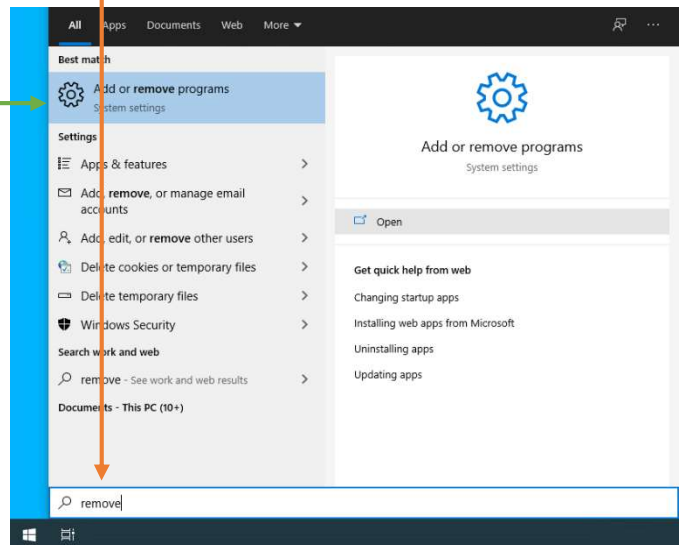 All Apps Documents Web More
Best match
Add or remove programs
System settings
Settings
Apps & features
Add, remove, or manage email
accounts
Add, edit, or remove other users
Delete cookies or temporary files
Delete temporary files
Windows Security
Search work and web
remove - See work and web results
Documents - This PC (10+)
Add or remove programs
System settings
Open
Get quick help from web
Changing startup apps
Installing web apps from Microsoft
Uninstalling apps
Updating apps
remove